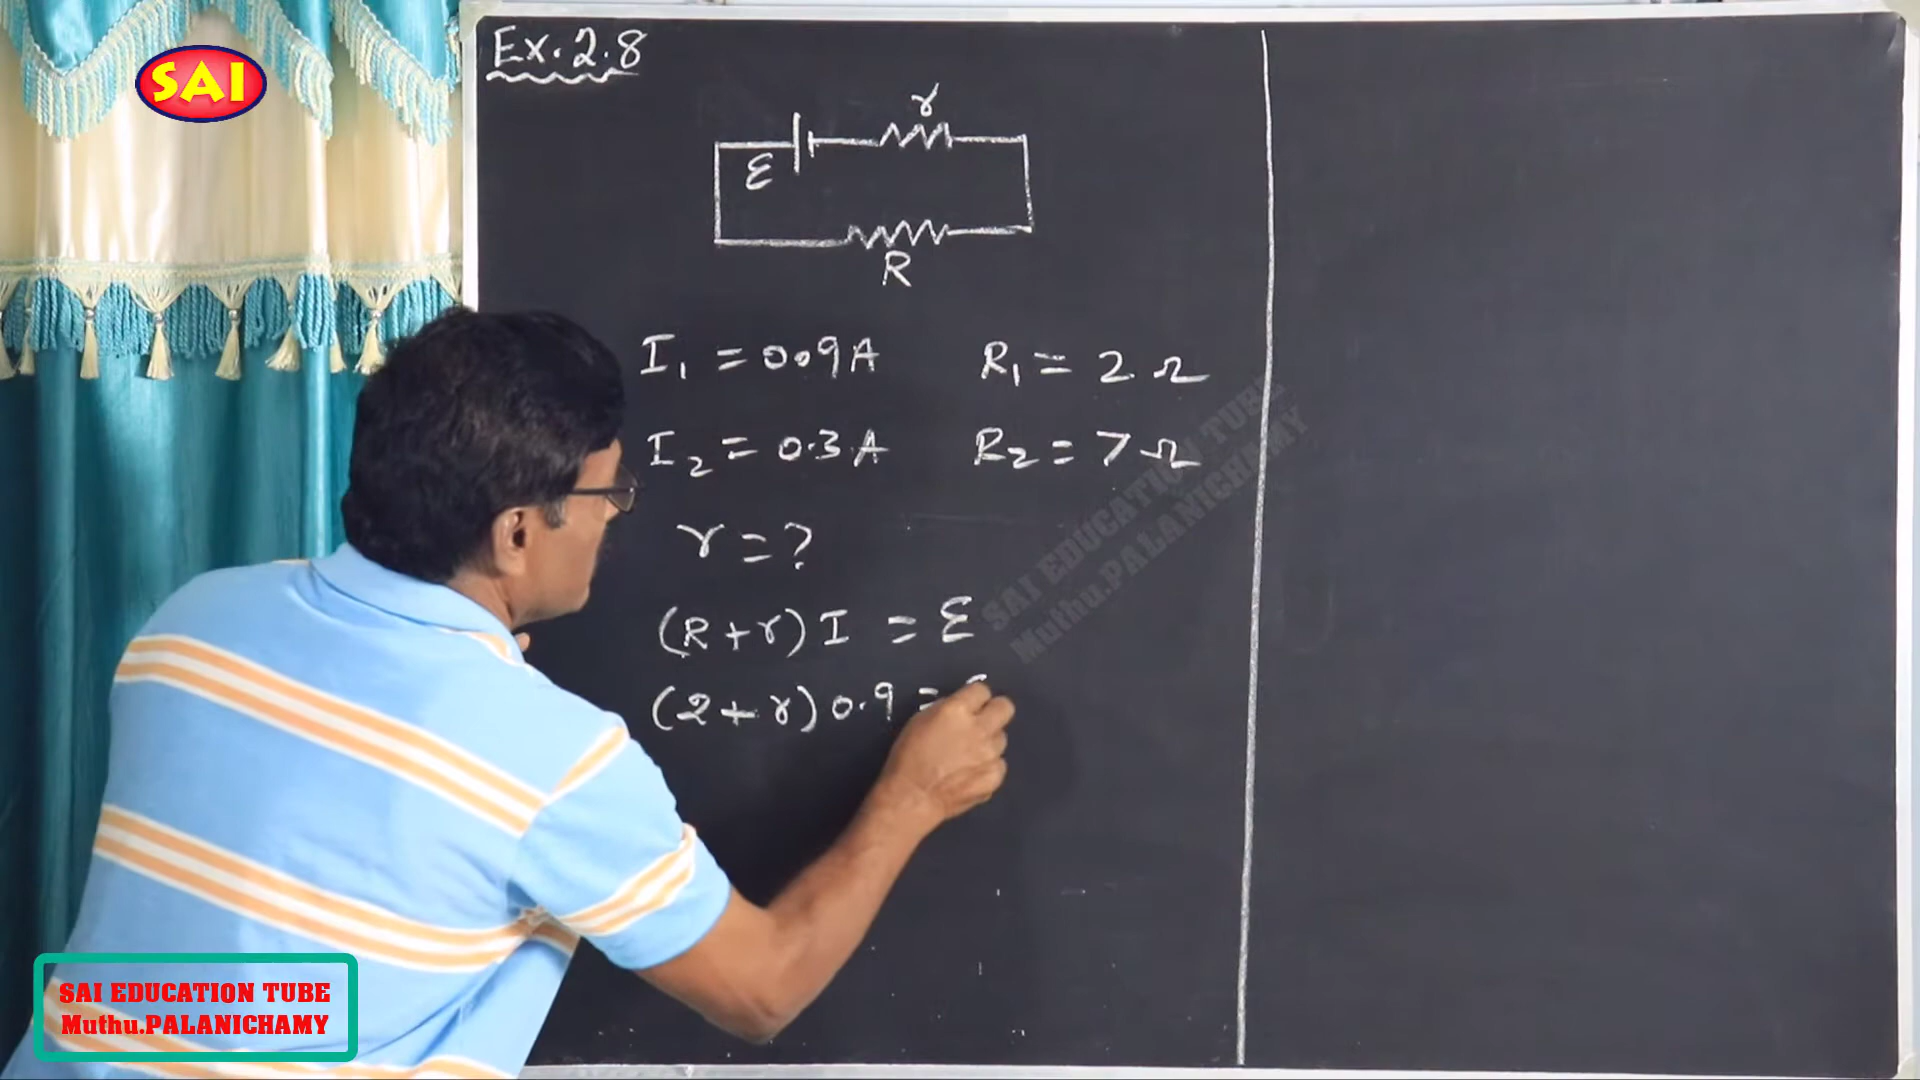 SAI
Ex. 2.8
r
ε
R
I₁ = 0.9A R₁ = 2 Ω
I₂ = 0.3A R₂ = 7 Ω
r = ?
(R+r) I = ε
(2+r) 0.9 =
SAI EDUCATION TUBE
Muthu.PALANICHAMY
SAI EDUCATION TUBE
Muthu.PALANICHAMY